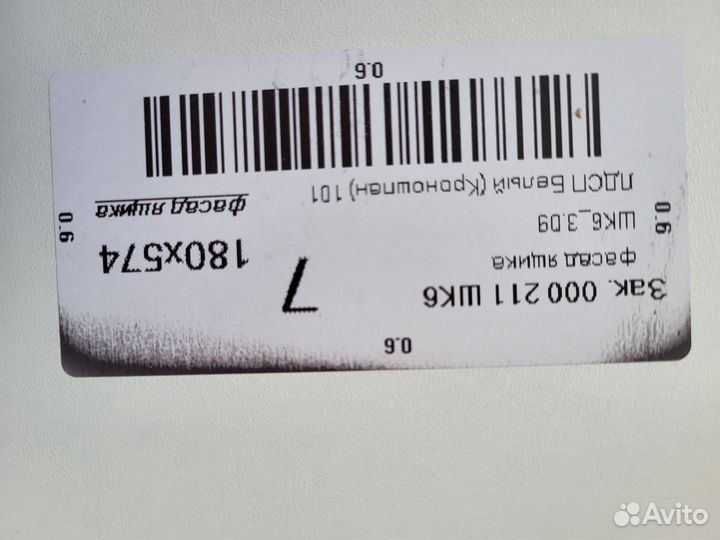 0.6
Зак. 000 211 ШК6
7
фасад ящика
180x574
ШК6_3.09
0.6
0.6
ЛДСП Белый (Кроношпан) 101
фасад ящика
0.6
Avito